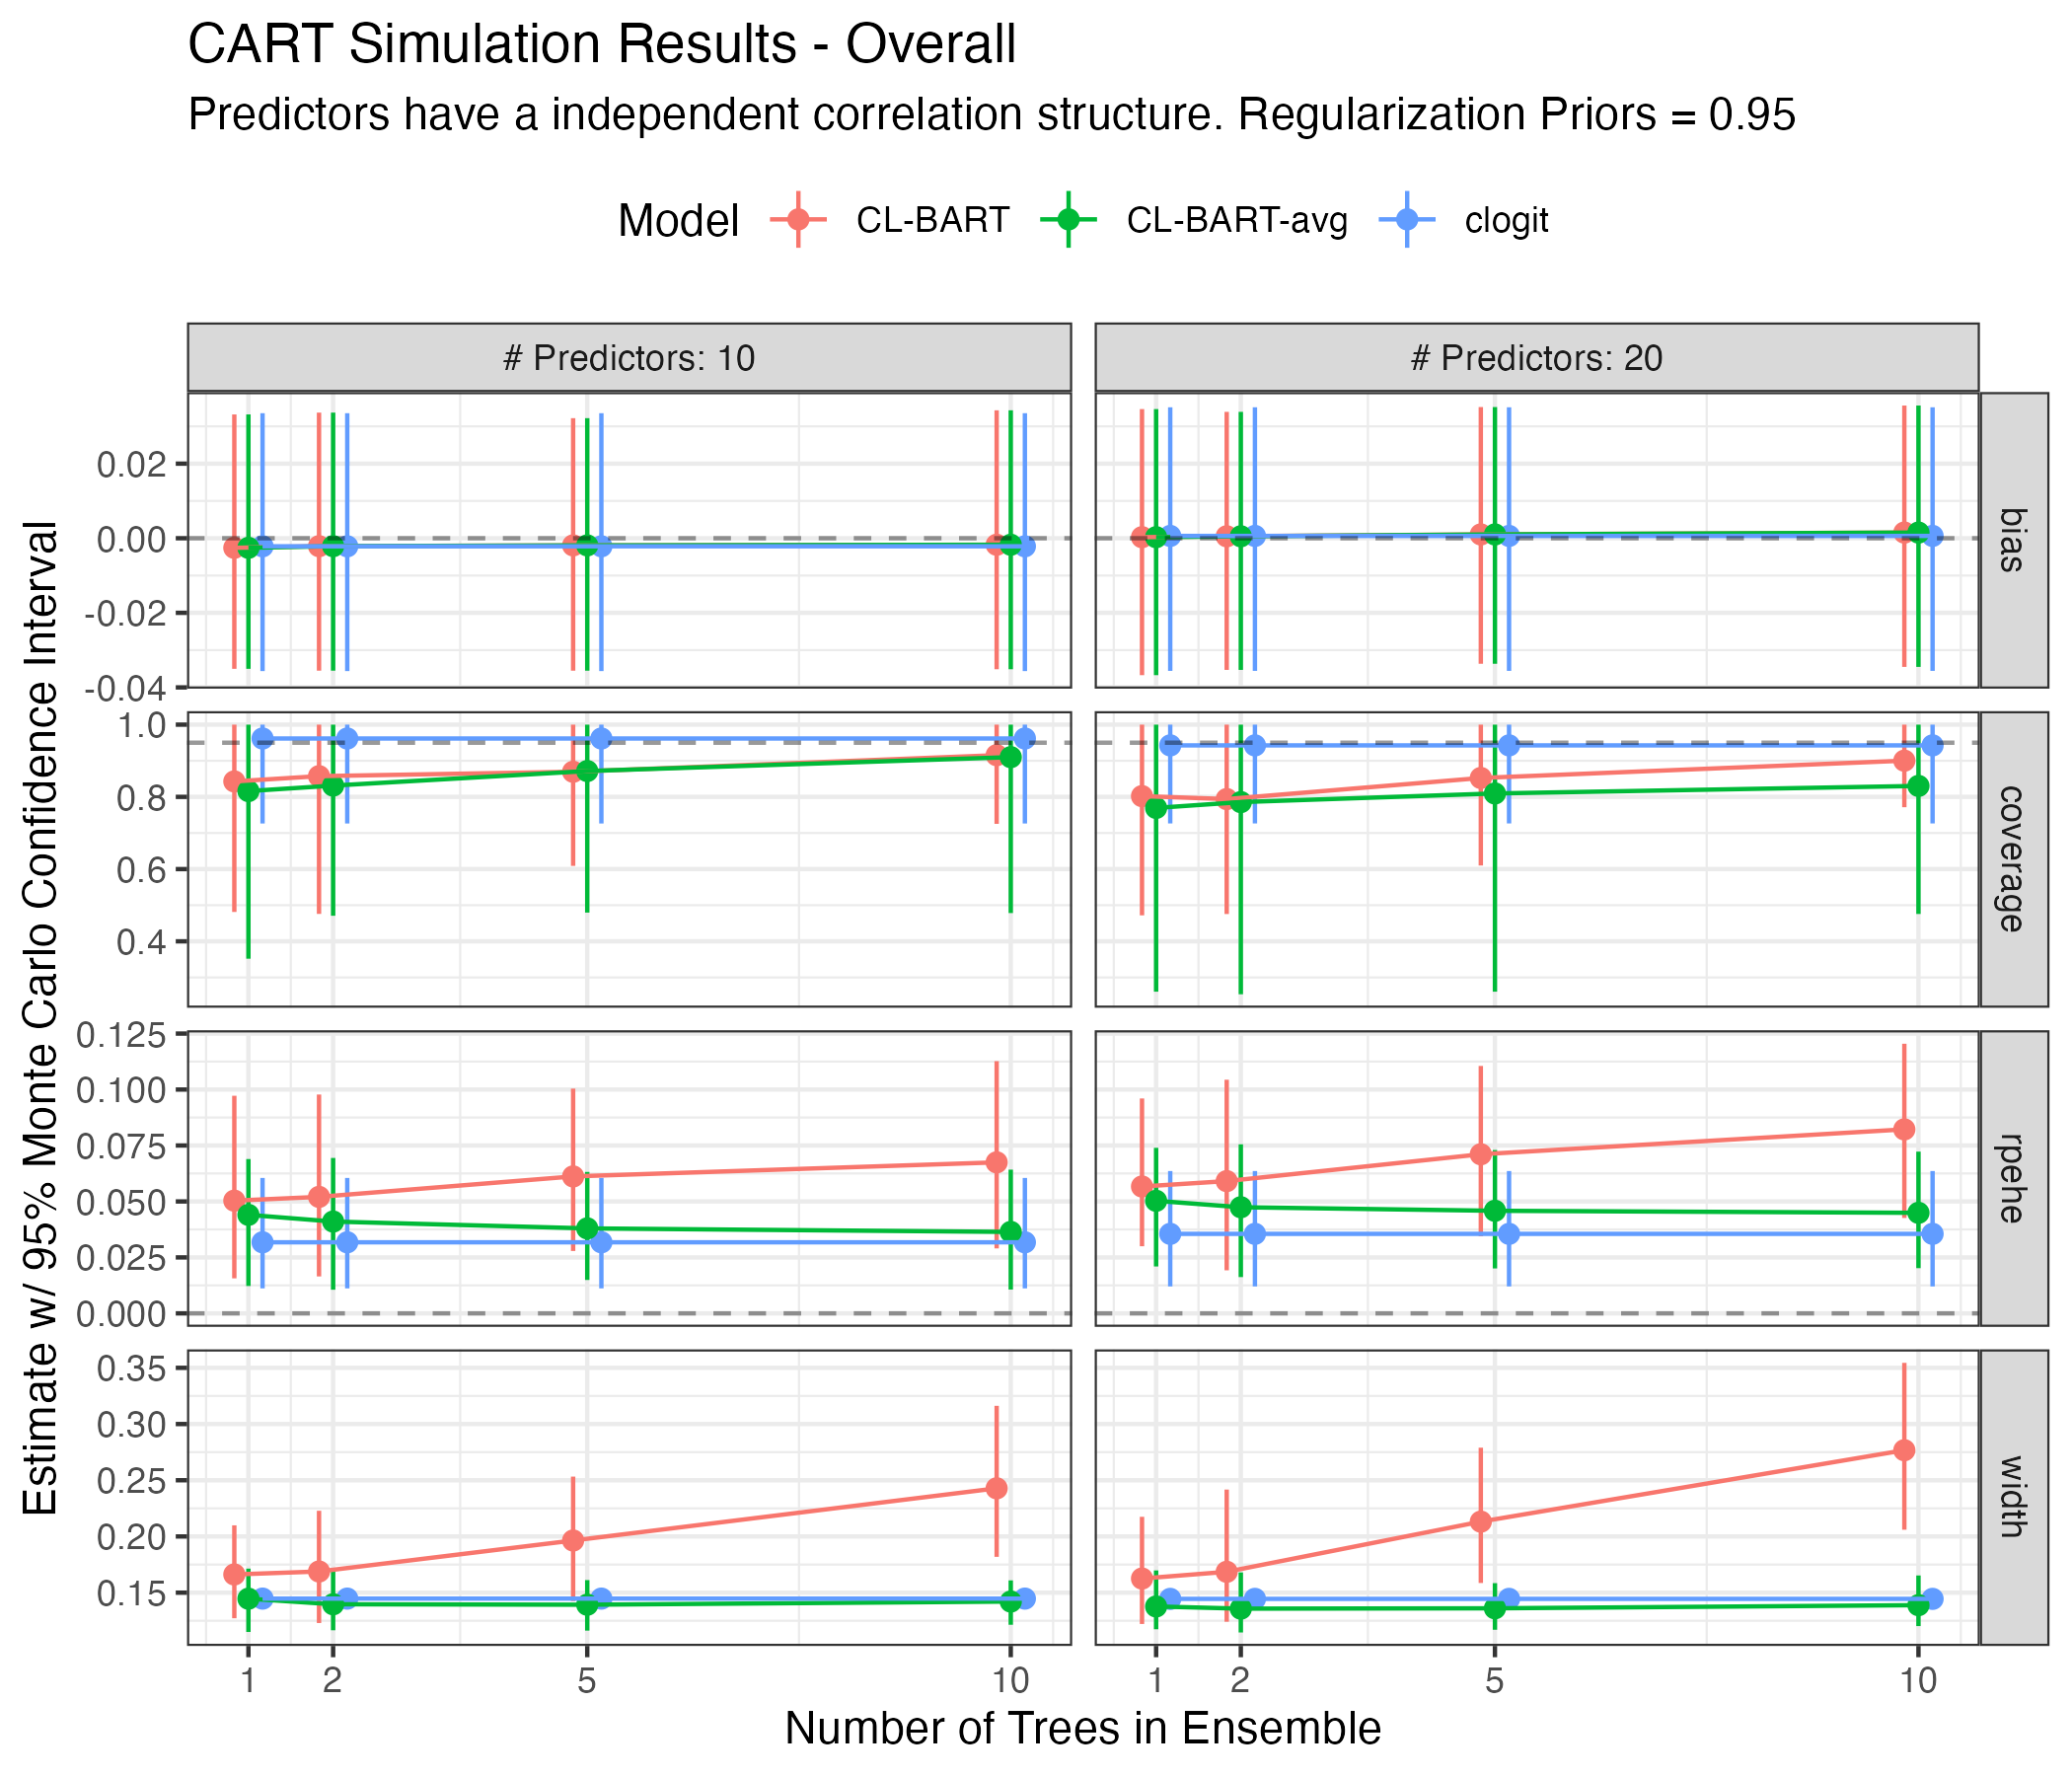 CART Simulation Results - Overall
Predictors have a independent correlation structure. Regularization Priors = 0.95
Model CL-BART CL-BART-avg clogit
# Predictors: 10 # Predictors: 20
Estimate w/ 95% Monte Carlo Confidence Interval
0.02
0.00
-0.02
-0.04
bias
1.0
0.8
0.6
0.4
coverage
0.125
0.100
0.075
0.050
0.025
0.000
rpehe
0.35
0.30
0.25
0.20
0.15
width
1 2 5 10 1 2 5 10
Number of Trees in Ensemble